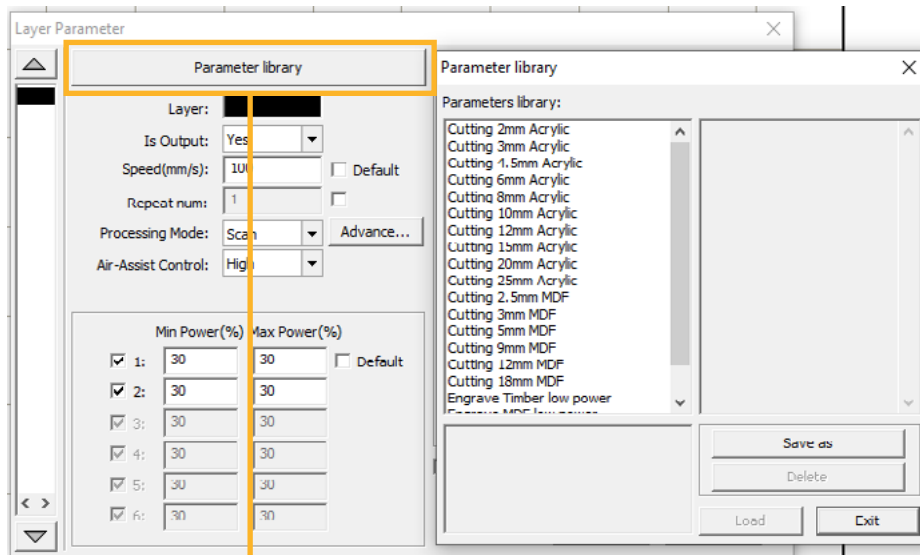 Layer Parameter
Parameter library
Layer:
Is Output: Yes
Speed(mm/s): 100 Default
Repeat num: 1
Processing Mode: Scan Advance...
Air-Assist Control: High
Min Power(%) Max Power(%)
1: 30 30 Default
2: 30 30
3: 30 30
4: 30 30
5: 30 30
6: 30 30
Parameter library
Parameters library:
Cutting 2mm Acrylic
Cutting 3mm Acrylic
Cutting 4.5mm Acrylic
Cutting 6mm Acrylic
Cutting 8mm Acrylic
Cutting 10mm Acrylic
Cutting 12mm Acrylic
Cutting 15mm Acrylic
Cutting 20mm Acrylic
Cutting 25mm Acrylic
Cutting 2.5mm MDF
Cutting 3mm MDF
Cutting 5mm MDF
Cutting 9mm MDF
Cutting 12mm MDF
Cutting 18mm MDF
Engrave Timber low power
Engrave MDF low power
Save as
Delete
Load Exit